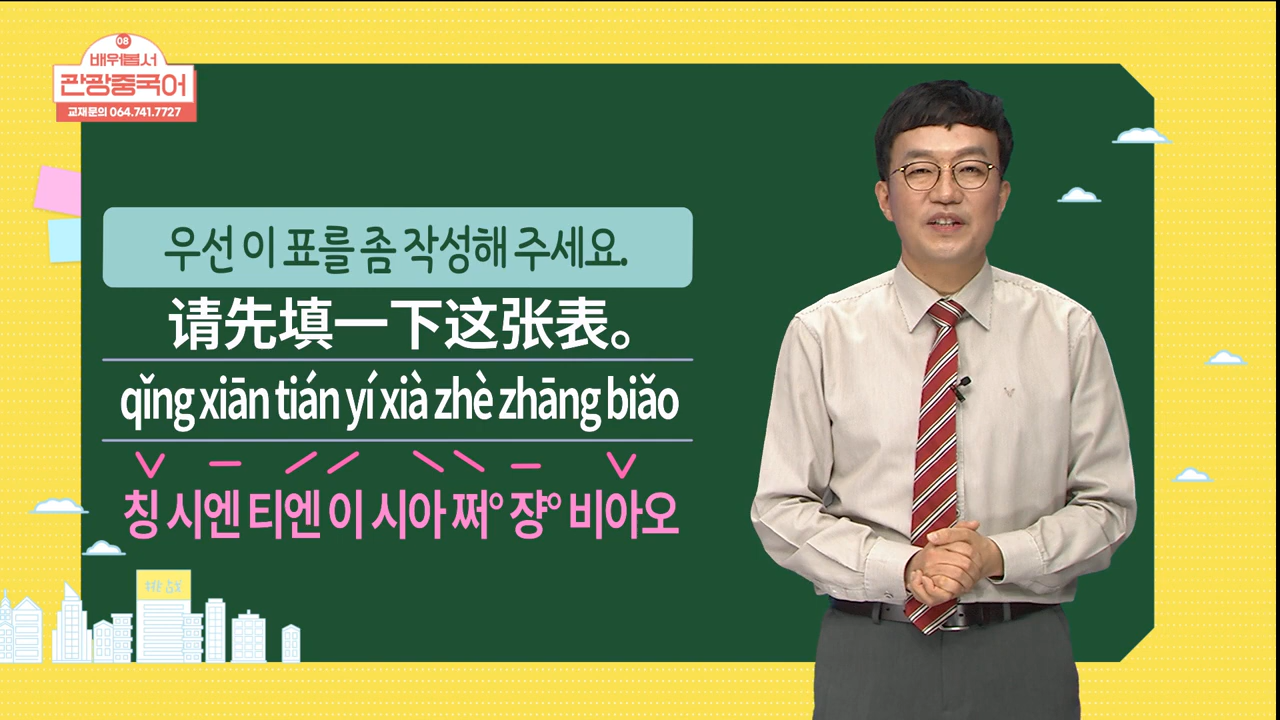 08
배워봅서
관광중국어
교재문의 064.741.7727
우선 이 표를 좀 작성해 주세요.
请先填一下这张表。
qǐng xiān tián yí xià zhè zhāng biǎo
칭 시엔 티엔 이 시아 쩌° 쟝° 비아오
挑战